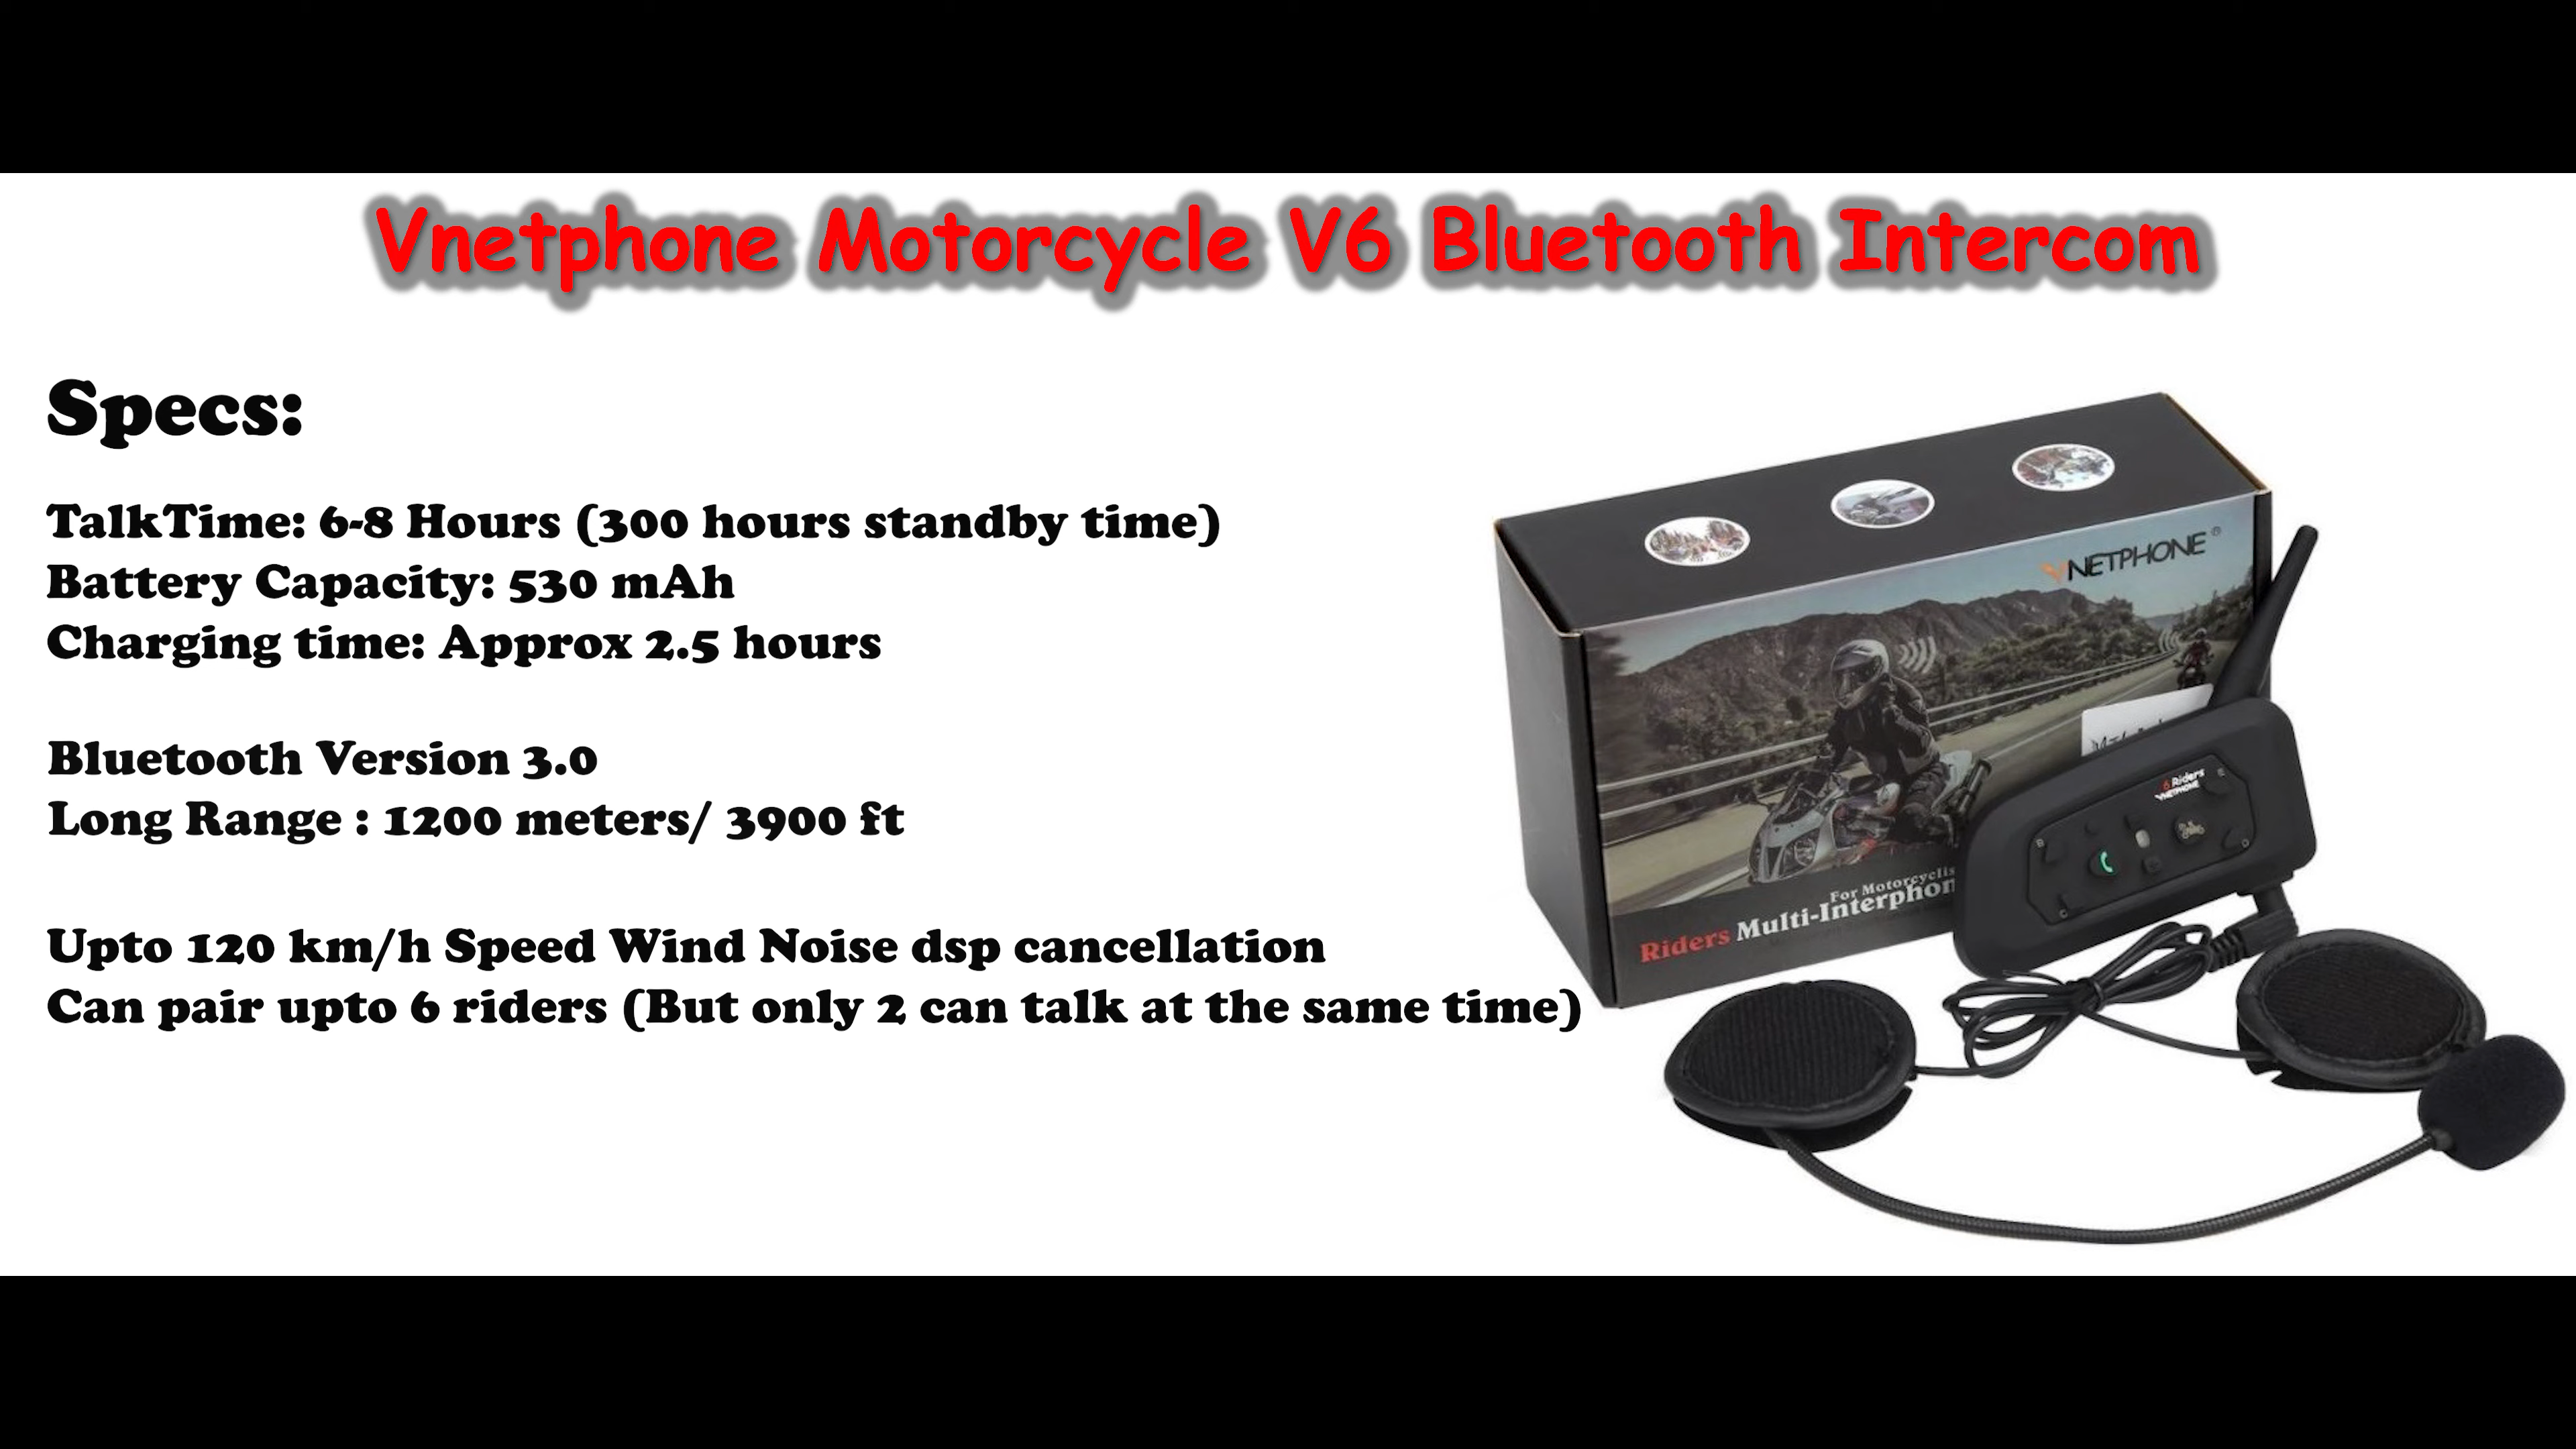 Vnetphone Motorcycle V6 Bluetooth Intercom
Specs:
TalkTime: 6-8 Hours (300 hours standby time)
Battery Capacity: 530 mAh
Charging time: Approx 2.5 hours
Bluetooth Version 3.0
Long Range : 1200 meters/ 3900 ft
Upto 120 km/h Speed Wind Noise dsp cancellation
Can pair upto 6 riders (But only 2 can talk at the same time)
VNETPHONE ®
6 Riders
VNETPHONE
For Motorcyclis
Riders Multi-Interphon